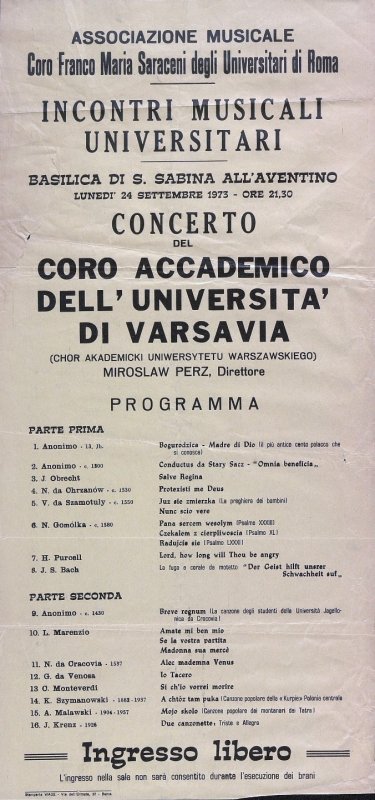 ASSOCIAZIONE MUSICALE
Coro Franco Maria Saraceni degli Universitari di Roma
INCONTRI MUSICALI
UNIVERSITARI
BASILICA DI S. SABINA ALL'AVENTINO
LUNEDI' 24 SETTEMBRE 1973 - ORE 21,30
CONCERTO
DEL
CORO ACCADEMICO
DELL' UNIVERSITA'
DI VARSAVIA
(CHOR AKADEMICKI UNIWERSYTETU WARSZAWSKIEGO)
MIROSLAW PERZ, Direttore
PROGRAMMA
PARTE PRIMA
1. Anonimo - 13, Jh. Bogurodzica - Madre di Dio (il più antico canto polacco che
si conosca)
2. Anonimo - c. 1300 Conductus da Stary Sacz - "Omnia beneficia„
3. J. Obrecht Salve Regina
4. N. da Chrzanów - c. 1530 Protexisti me Deus
5. V. da Szamotuly - c. 1550 Juz sie zmierzka (La preghiera dei bambini)
Nunc scio vere
6. N. Gomólka - c. 1580 Pana sercem wesolym (Psalmo XXXIII)
Czekalem z cierpliwoscia (Psalmo XL)
Radujcie sie (Psalmo LXXXI)
7. H. Purcell Lord, how long will Thou be angry
8. J. S. Bach La fuga e corale da motetto "Der Geist hilft unsrer
Schwachheit auf„
PARTE SECONDA
9. Anonimo - c. 1430 Breve regnum (La canzone degli studenti della Università Jagello-
nica da Cracovia)
10. L. Marenzio Amate mi ben mio
Se la vostra partita
Madonna sua mercè
11. N. da Cracovia - 1537 Alec mademna Venus
12. G. da Venosa Io Tacero
13. C. Monteverdi Si ch'io vorrei morire
14. K. Szymanowski - 1882-1937 A chtóz tam puka (Canzone popolare della « Kurpie» Polonia centrale
15. A. Malawski - 1904-1957 Mojo skolo (Canzone popolare dei montanari dei Tatra)
16. J. Krenz - 1926 Due canzonette: Triste e Allegro
Ingresso libero
L'ingresso nella sala non sarà consentito durante l'esecuzione dei brani